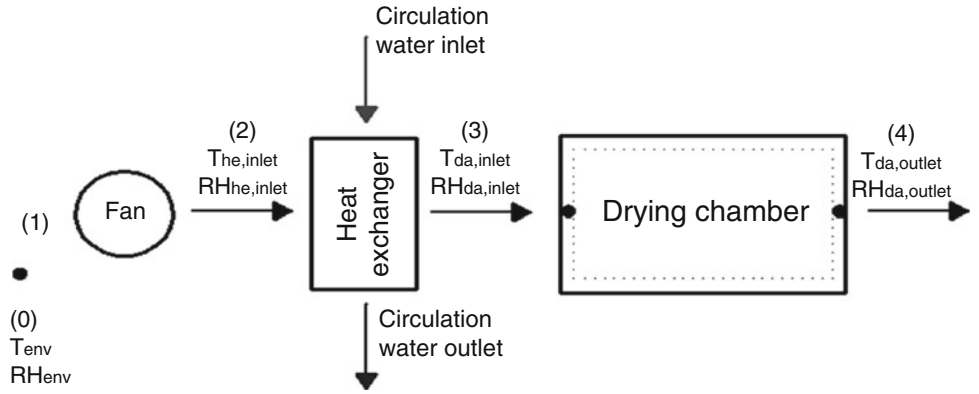 Circulation
water inlet
(2)
The,inlet
RHhe,inlet
(3)
Tda,inlet
RHda,inlet
(4)
Tda,outlet
RHda,outlet
(1)
Fan
Heat
exchanger
Drying chamber
(0)
Tenv
RHenv
Circulation
water outlet